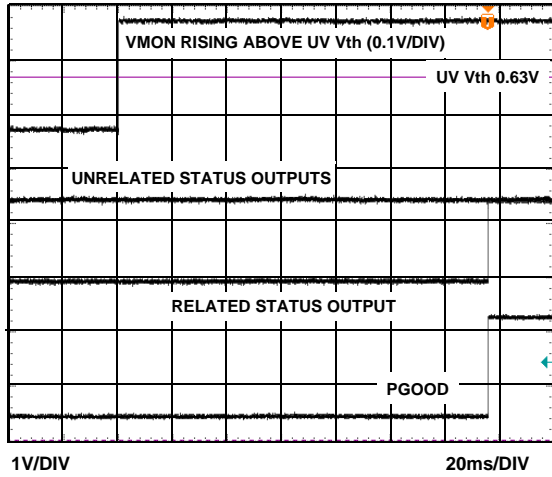 VMON RISING ABOVE UV Vth (0.1V/DIV)
UV Vth 0.63V
UNRELATED STATUS OUTPUTS
RELATED STATUS OUTPUT
PGOOD
1V/DIV
20ms/DIV